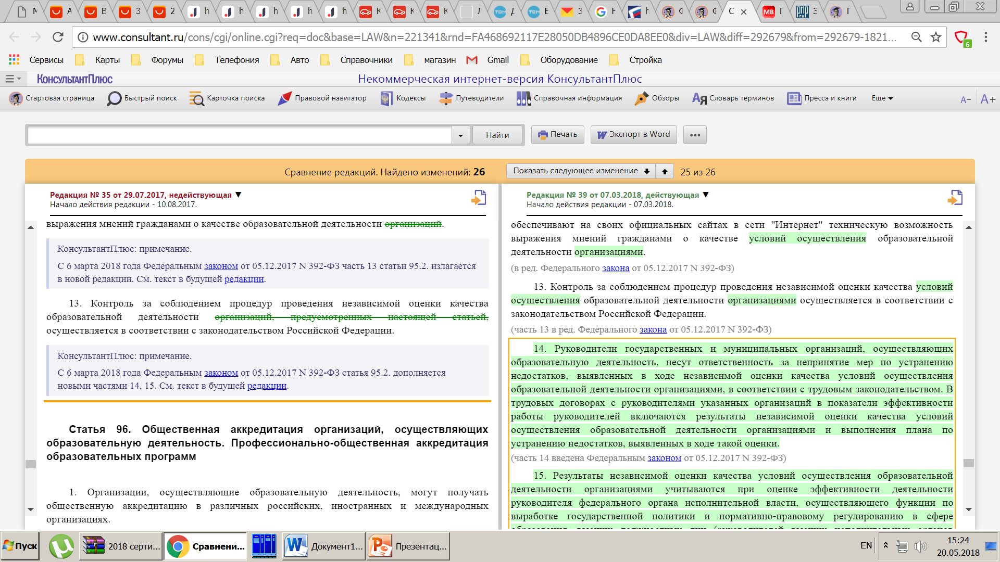 М А В 3 2 h h h h h К К К Л Д Е З Н h Ф Ф С Г З Г
www.consultant.ru/cons/cgi/online.cgi?req=doc&base=LAW&n=221341&rnd=FA468692117E28050DB4896CE0DA8EE0&div=LAW&diff=292679&from=292679-1821...
6
Сервисы Карты Форумы Телефония Авто Справочники магазин Gmail Оборудование Стройка
КонсультантПлюс Некоммерческая интернет-версия КонсультантПлюс
Стартовая страница Быстрый поиск Карточка поиска Правовой навигатор Кодексы Путеводители Справочная информация Обзоры Словарь терминов Пресса и книги Еще A- A+
Найти Печать Экспорт в Word
Сравнение редакций. Найдено изменений: 26 Показать следующее изменение 25 из 26
Редакция № 35 от 29.07.2017, недействующая
Начало действия редакции - 10.08.2017.
выражения мнений гражданами о качестве образовательной деятельности организаций.
КонсультантПлюс: примечание.
С 6 марта 2018 года Федеральным законом от 05.12.2017 N 392-ФЗ часть 13 статьи 95.2. излагается
в новой редакции. См. текст в будущей редакции.
13. Контроль за соблюдением процедур проведения независимой оценки качества
образовательной деятельности организаций, предусмотренных настоящей статьей,
осуществляется в соответствии с законодательством Российской Федерации.
КонсультантПлюс: примечание.
С 6 марта 2018 года Федеральным законом от 05.12.2017 N 392-ФЗ статья 95.2. дополняется
новыми частями 14, 15. См. текст в будущей редакции.
Статья 96. Общественная аккредитация организаций, осуществляющих
образовательную деятельность. Профессионально-общественная аккредитация
образовательных программ
1. Организации, осуществляющие образовательную деятельность, могут получать
общественную аккредитацию в различных российских, иностранных и международных
организациях.
Редакция № 39 от 07.03.2018, действующая
Начало действия редакции - 07.03.2018.
обеспечивают на своих официальных сайтах в сети "Интернет" техническую возможность
выражения мнений гражданами о качестве условий осуществления образовательной
деятельности организациями.
(в ред. Федерального закона от 05.12.2017 N 392-ФЗ)
13. Контроль за соблюдением процедур проведения независимой оценки качества условий
осуществления образовательной деятельности организациями осуществляется в соответствии с
законодательством Российской Федерации.
(часть 13 в ред. Федерального закона от 05.12.2017 N 392-ФЗ)
14. Руководители государственных и муниципальных организаций, осуществляющих
образовательную деятельность, несут ответственность за непринятие мер по устранению
недостатков, выявленных в ходе независимой оценки качества условий осуществления
образовательной деятельности организациями, в соответствии с трудовым законодательством. В
трудовых договорах с руководителями указанных организаций в показатели эффективности
работы руководителей включаются результаты независимой оценки качества условий
осуществления образовательной деятельности организациями и выполнения плана по
устранению недостатков, выявленных в ходе такой оценки.
(часть 14 введена Федеральным законом от 05.12.2017 N 392-ФЗ)
15. Результаты независимой оценки качества условий осуществления образовательной
деятельности организациями учитываются при оценке эффективности деятельности
руководителя федерального органа исполнительной власти, осуществляющего функции по
выработке государственной политики и нормативно-правовому регулированию в сфере
Пуск 2018 серти... Сравнени... Документ1... Презентац... EN 15:24
20.05.2018